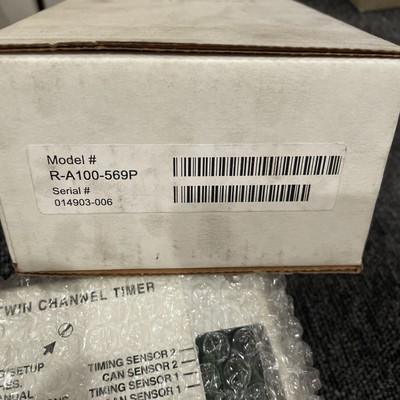 Model #
R-A100-569P
Serial #
014903-006
TWIN CHANNEL TIMER
/SETUP
TIMING SENSOR 2
CAN SENSOR 2
TIMING SENSOR 1
CAN SENSOR 1